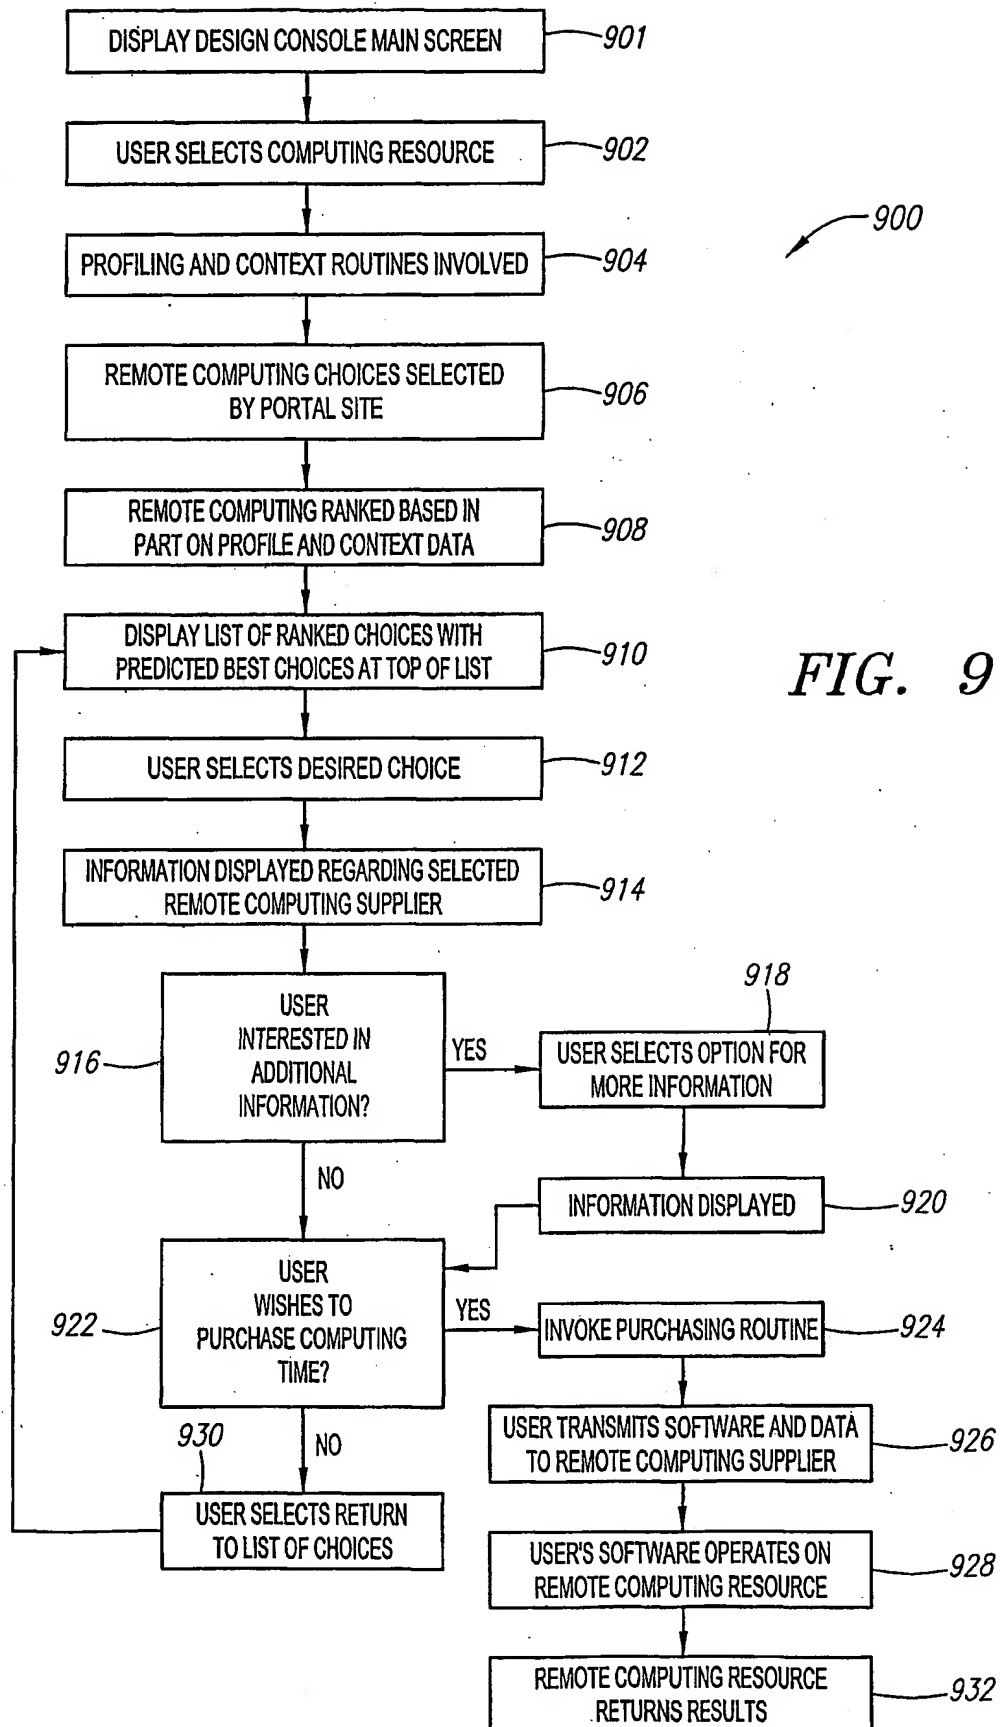 DISPLAY DESIGN CONSOLE MAIN SCREEN
901
USER SELECTS COMPUTING RESOURCE
902
900
PROFILING AND CONTEXT ROUTINES INVOLVED
904
REMOTE COMPUTING CHOICES SELECTED
BY PORTAL SITE
906
REMOTE COMPUTING RANKED BASED IN
PART ON PROFILE AND CONTEXT DATA
908
DISPLAY LIST OF RANKED CHOICES WITH
PREDICTED BEST CHOICES AT TOP OF LIST
910
FIG. 9
USER SELECTS DESIRED CHOICE
912
INFORMATION DISPLAYED REGARDING SELECTED
REMOTE COMPUTING SUPPLIER
914
USER
INTERESTED IN
ADDITIONAL
INFORMATION?
916
YES
918
USER SELECTS OPTION FOR
MORE INFORMATION
NO
INFORMATION DISPLAYED
920
USER
WISHES TO
PURCHASE COMPUTING
TIME?
922
YES
INVOKE PURCHASING ROUTINE
924
NO
USER TRANSMITS SOFTWARE AND DATA
TO REMOTE COMPUTING SUPPLIER
926
930
USER SELECTS RETURN
TO LIST OF CHOICES
USER'S SOFTWARE OPERATES ON
REMOTE COMPUTING RESOURCE
928
REMOTE COMPUTING RESOURCE
RETURNS RESULTS
932